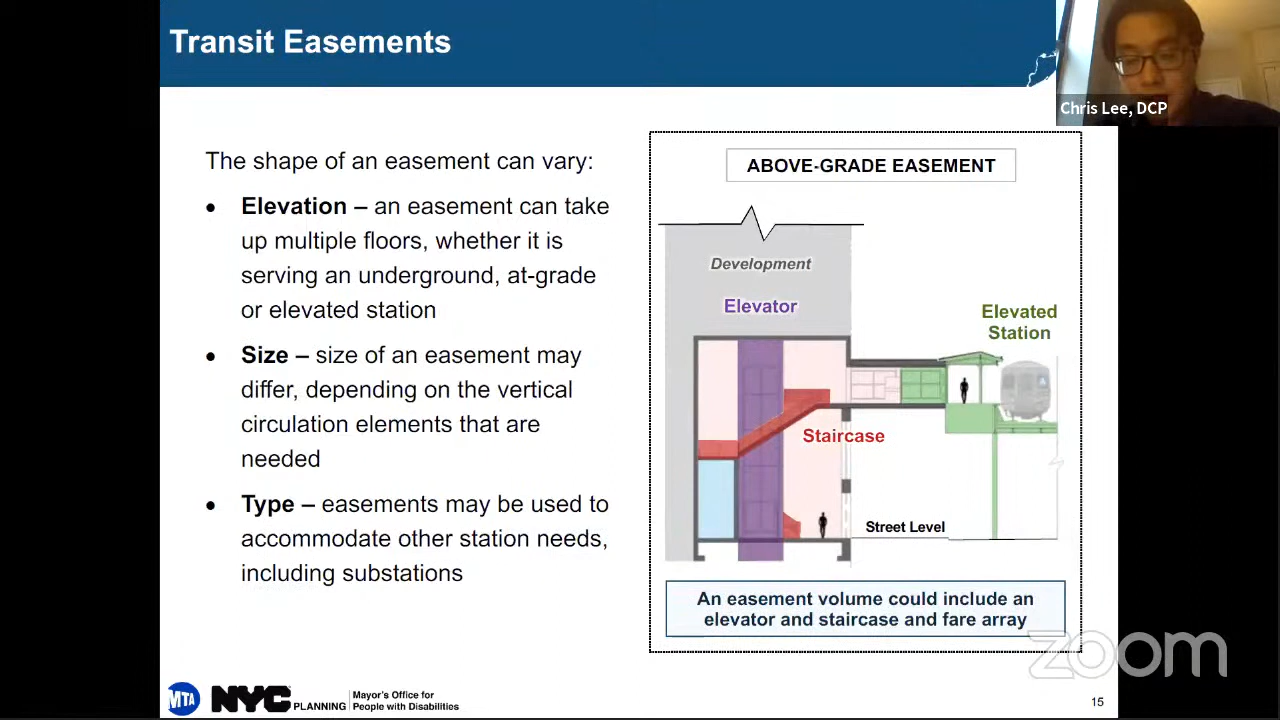 Transit Easements
Chris Lee, DCP
The shape of an easement can vary:
• Elevation – an easement can take
up multiple floors, whether it is
serving an underground, at-grade
or elevated station
• Size – size of an easement may
differ, depending on the vertical
circulation elements that are
needed
• Type – easements may be used to
accommodate other station needs,
including substations
ABOVE-GRADE EASEMENT
Development
Elevator
Elevated
Station
Staircase
Street Level
An easement volume could include an
elevator and staircase and fare array
zoom
MTA
NYC PLANNING
Mayor's Office for
People with Disabilities
15